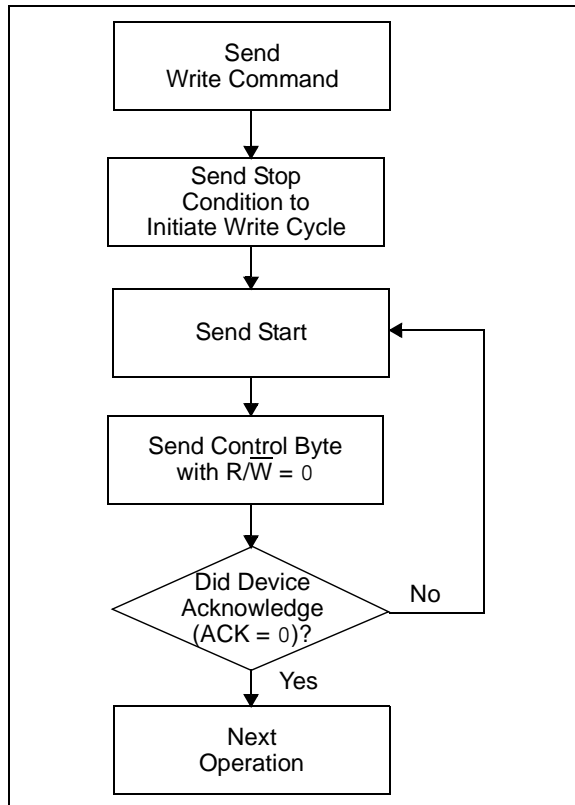 Send
Write Command
Send Stop
Condition to
Initiate Write Cycle
Send Start
Send Control Byte
with R/W̅ = 0
Did Device
Acknowledge
(ACK = 0)?
No
Yes
Next
Operation